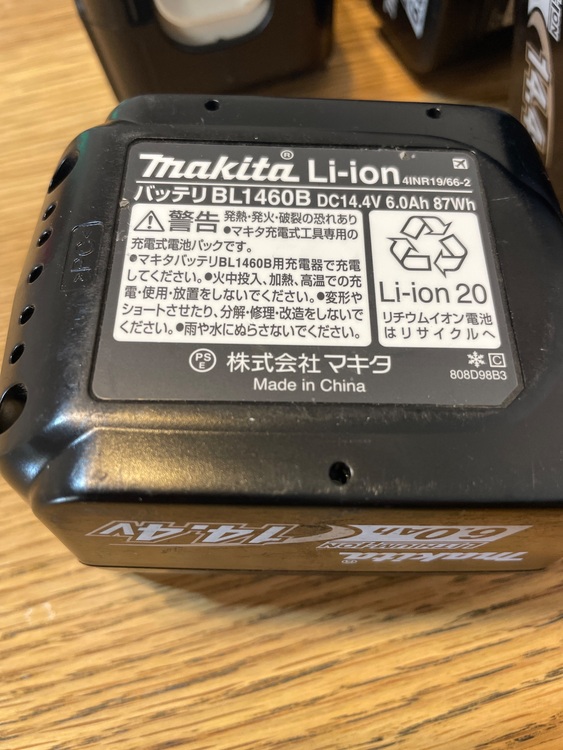 14.4
makita® Li-ion 4INR19/66-2
バッテリ BL1460B DC14.4V 6.0Ah 87Wh
警告 発熱・発火・破裂の恐れあり
●マキタ充電式工具専用の
充電式電池パックです。
●マキタバッテリBL1460B用充電器で充電
してください。●火中投入、加熱、高温での充
電・使用・放置をしないでください。●変形や
ショートさせたり、分解・修理・改造をしないで
ください。●雨や水にぬらさないでください。
Li-ion 20
リチウムイオン電池
はリサイクルへ
PS
E 株式会社 マキタ
Made in China
C
808D98B3
14.4V
6.0Ah
makita®